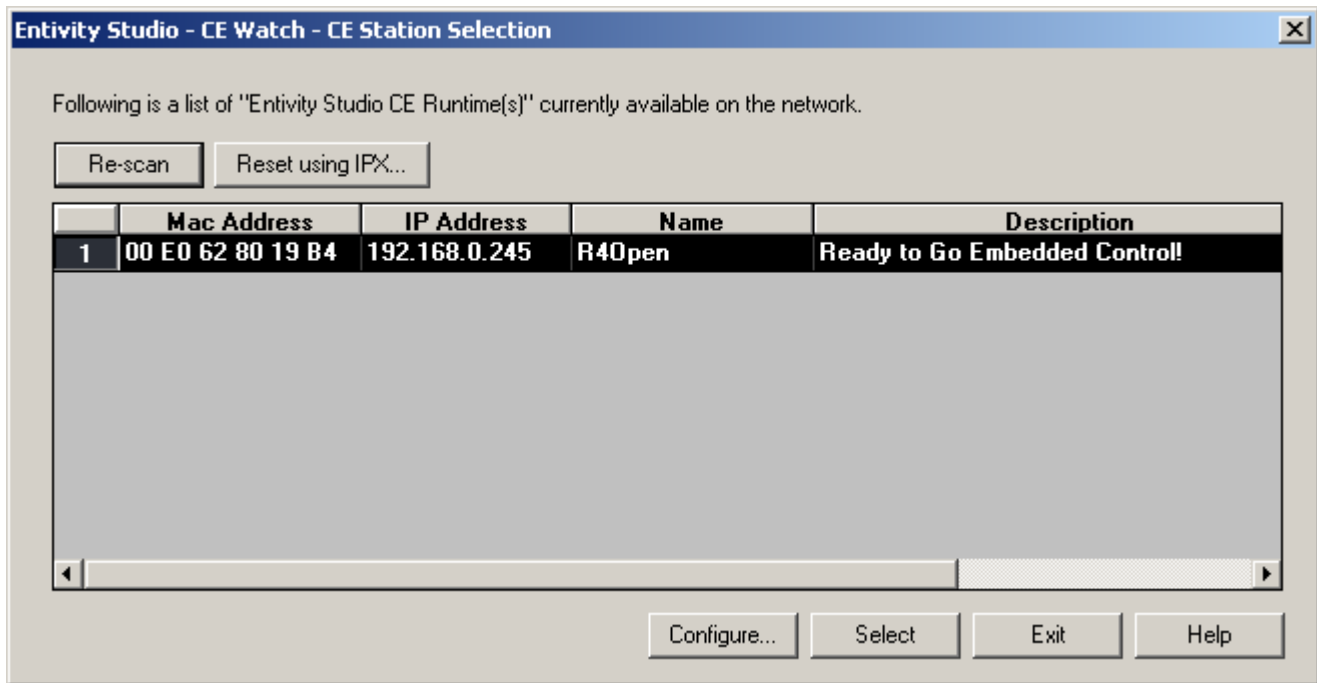 Entivity Studio - CE Watch - CE Station Selection
Following is a list of "Entivity Studio CE Runtime(s)" currently available on the network.
Re-scan Reset using IPX...
Mac Address IP Address Name Description
1 00 E0 62 80 19 B4 192.168.0.245 R4Open Ready to Go Embedded Control!
Configure... Select Exit Help